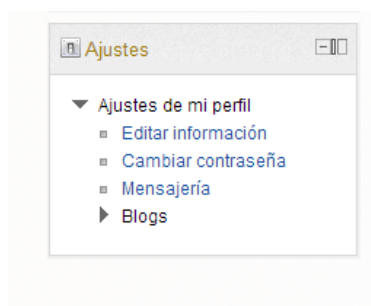 Ajustes
Ajustes de mi perfil
Editar información
Cambiar contraseña
Mensajería
Blogs